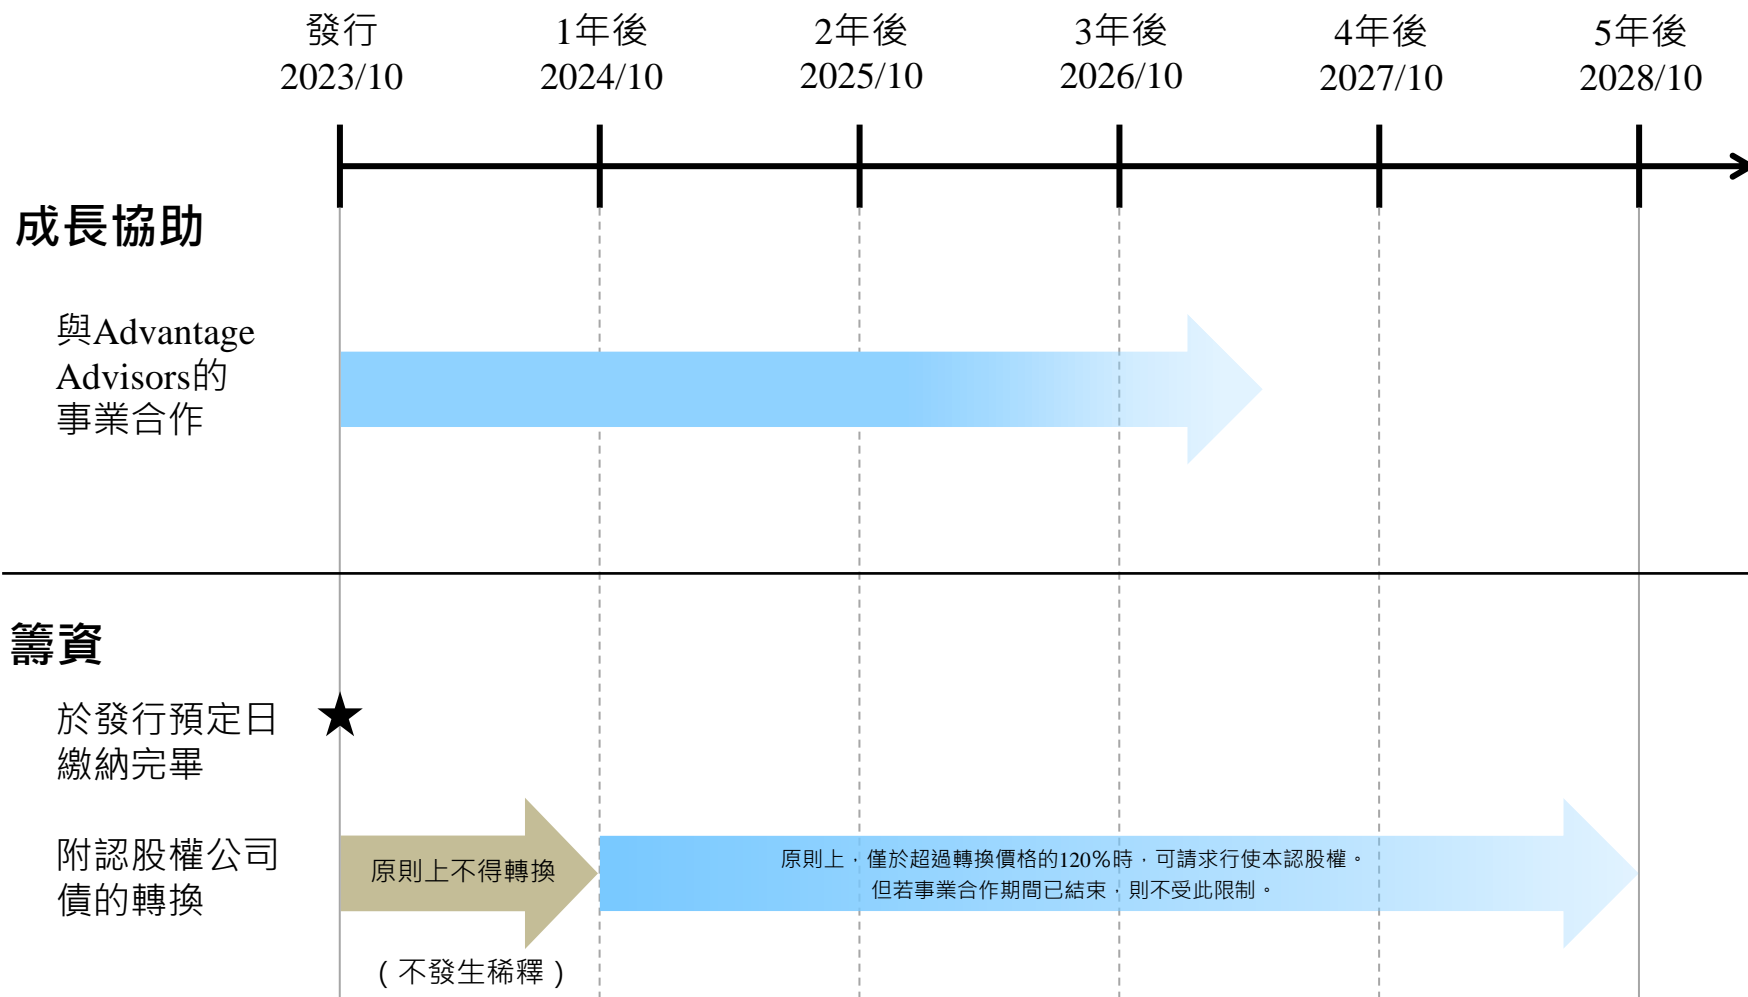 發行
2023/10
1年後
2024/10
2年後
2025/10
3年後
2026/10
4年後
2027/10
5年後
2028/10
成長協助
與Advantage
Advisors的
事業合作
籌資
於發行預定日
繳納完畢
附認股權公司
債的轉換
原則上不得轉換
(不發生稀釋)
原則上，僅於超過轉換價格的120%時，可請求行使本認股權。
但若事業合作期間已結束，則不受此限制。